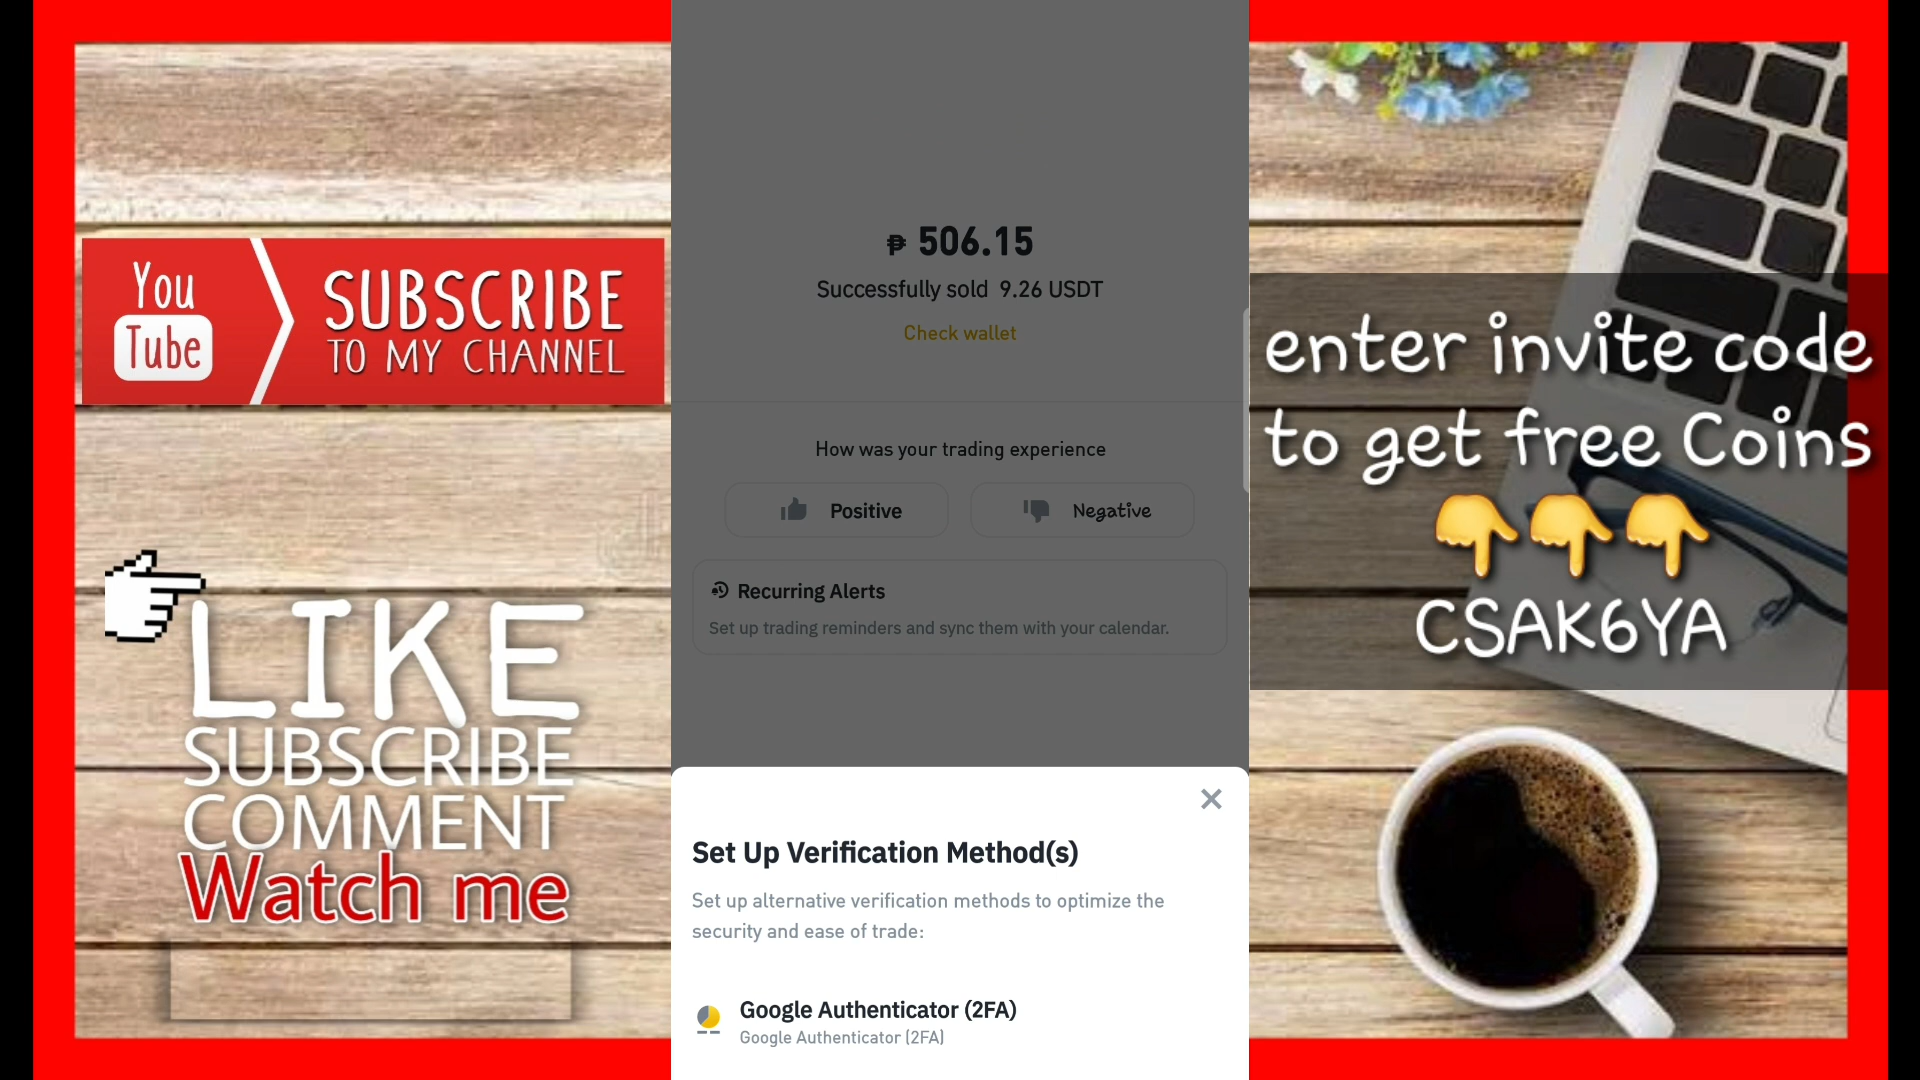 You
Tube
SUBSCRIBE
TO MY CHANNEL
LIKE
SUBSCRIBE
COMMENT
Watch me
₱ 506.15
Successfully sold 9.26 USDT
Check wallet
How was your trading experience
Positive
Negative
Recurring Alerts
Set up trading reminders and sync them with your calendar.
Set Up Verification Method(s)
Set up alternative verification methods to optimize the
security and ease of trade:
Google Authenticator (2FA)
Google Authenticator (2FA)
enter invite code
to get free Coins
👇👇👇
CSAK6YA